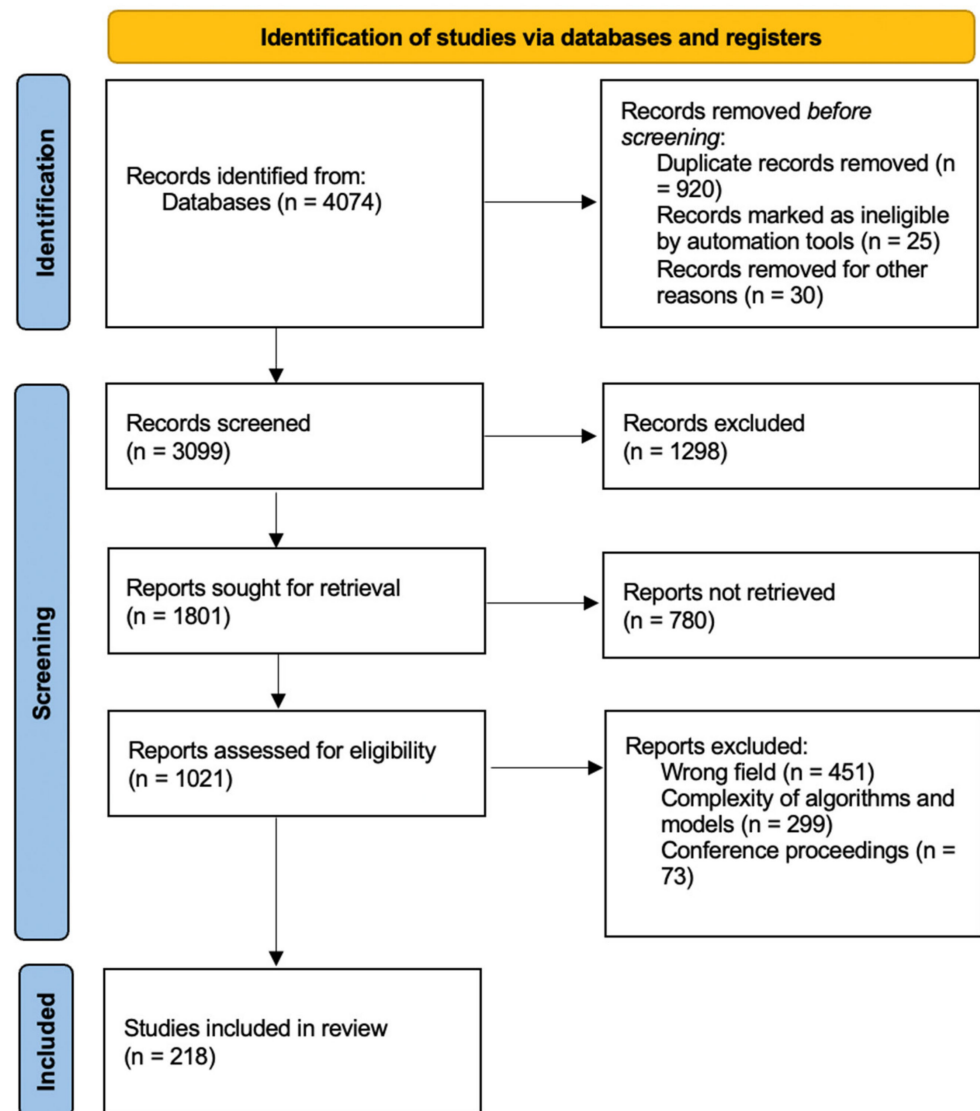 Identification of studies via databases and registers
Identification
Records identified from:
Databases (n = 4074)
Records removed before
screening:
Duplicate records removed (n
= 920)
Records marked as ineligible
by automation tools (n = 25)
Records removed for other
reasons (n = 30)
Screening
Records screened
(n = 3099)
Records excluded
(n = 1298)
Reports sought for retrieval
(n = 1801)
Reports not retrieved
(n = 780)
Reports assessed for eligibility
(n = 1021)
Reports excluded:
Wrong field (n = 451)
Complexity of algorithms and
models (n = 299)
Conference proceedings (n =
73)
Included
Studies included in review
(n = 218)